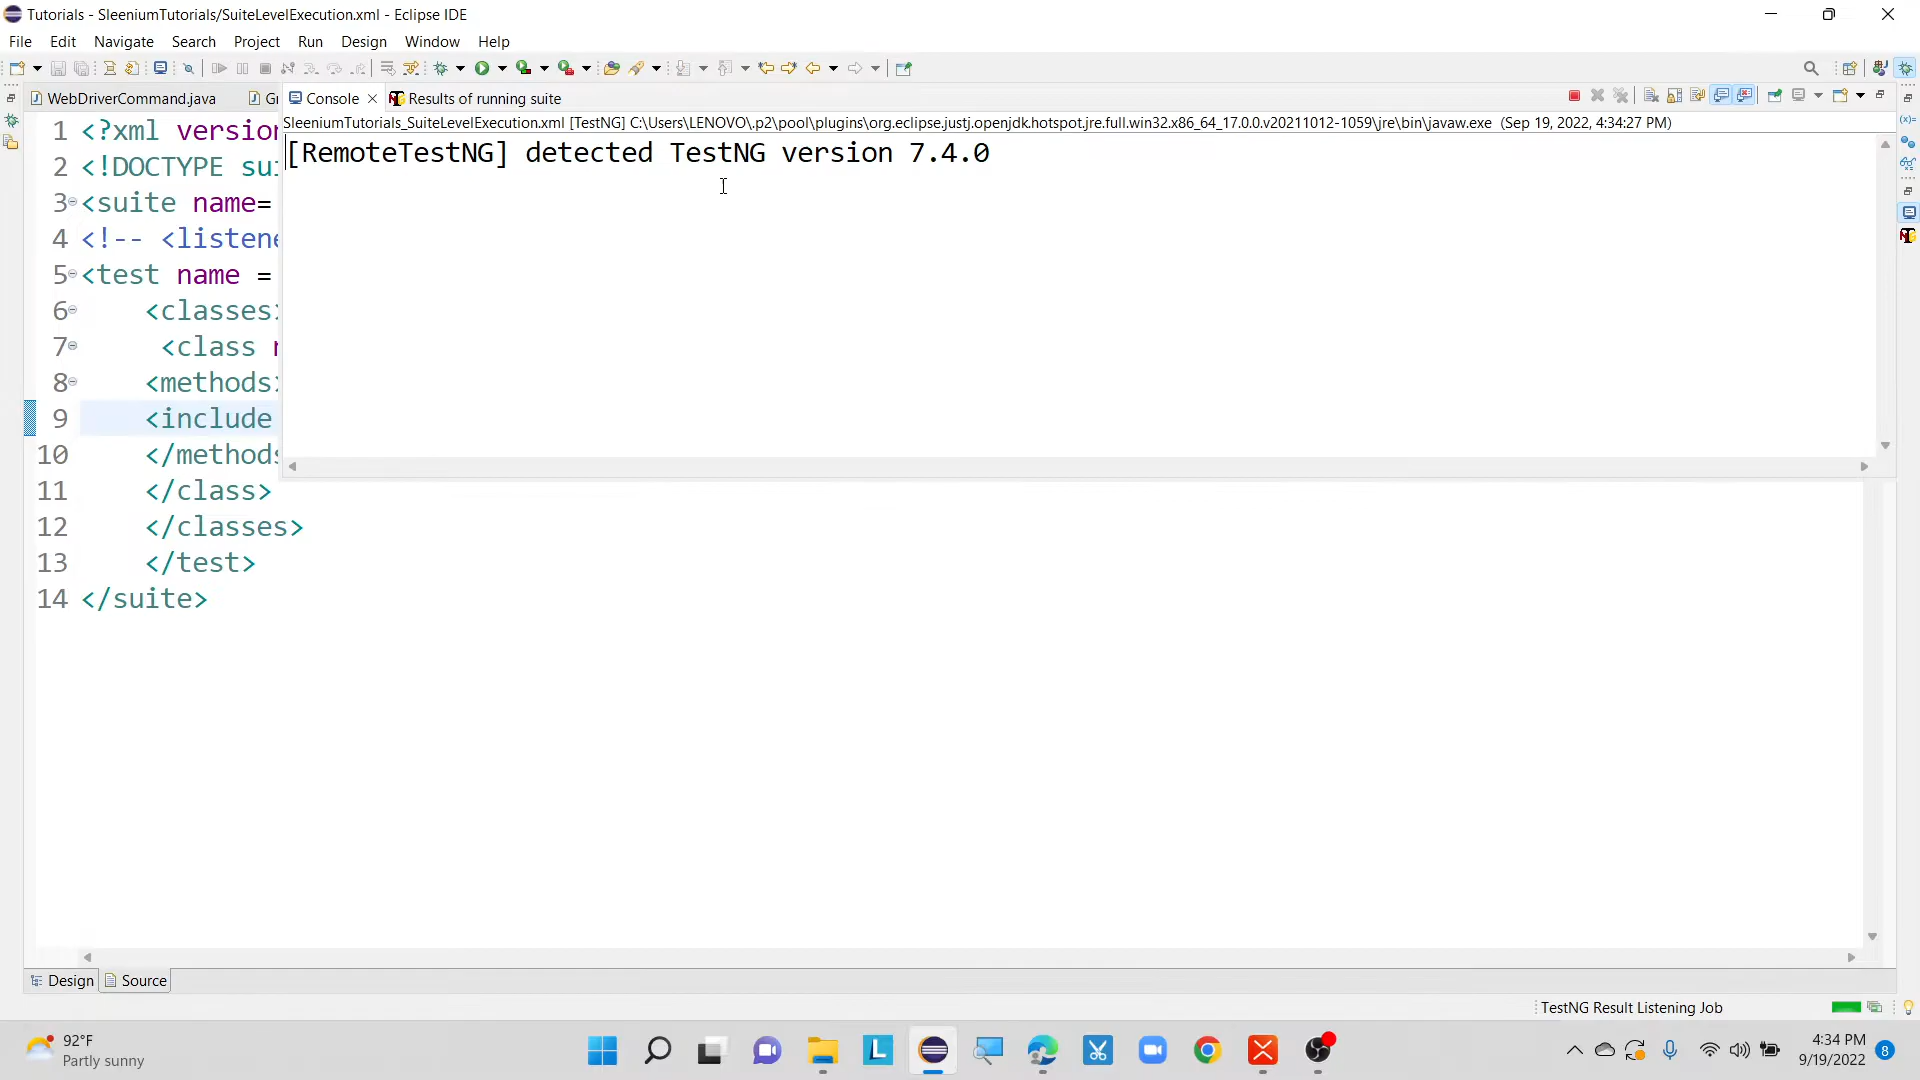 Tutorials - SleeniumTutorials/SuiteLevelExecution.xml - Eclipse IDE
File Edit Navigate Search Project Run Design Window Help
WebDriverCommand.java
Console Results of running suite
SleeniumTutorials_SuiteLevelExecution.xml [TestNG] C:\Users\LENOVO\.p2\pool\plugins\org.eclipse.justj.openjdk.hotspot.jre.full.win32.x86_64_17.0.0.v20211012-1059\jre\bin\javaw.exe (Sep 19, 2022, 4:34:27 PM)
[RemoteTestNG] detected TestNG version 7.4.0
1 <?xml version
2 <!DOCTYPE sui
3 <suite name=
4 <!-- <listene
5 <test name =
6 <classes>
7 <class
8 <methods>
9 <include
10 </methods
11 </class>
12 </classes>
13 </test>
14 </suite>
Design Source
TestNG Result Listening Job
92°F
Partly sunny
4:34 PM
9/19/2022 8